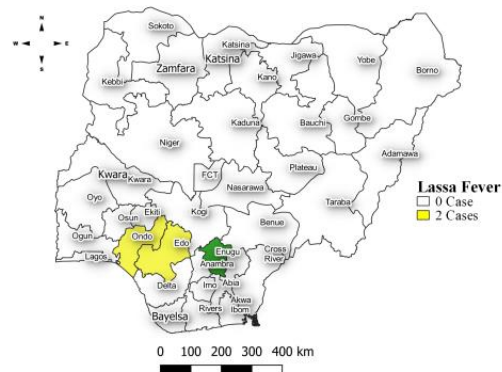 N
W E
S
Sokoto
Katsina
Zamfara
Katsina
Jigawa
Yobe
Borno
Kebbi
Kano
Kaduna
Bauchi
Gombe
Niger
Adamawa
Kwara
Kwara
FCT
Plateau
Nasarawa
Taraba
Oyo
Osun
Ekiti
Kogi
Benue
Ogun
Ondo
Edo
Enugu
Lagos
Anambra
Cross
River
Delta
Imo
Abia
Bayelsa
Rivers
Akwa
Ibom
Lassa Fever
0 Case
2 Cases
0 100 200 300 400 km